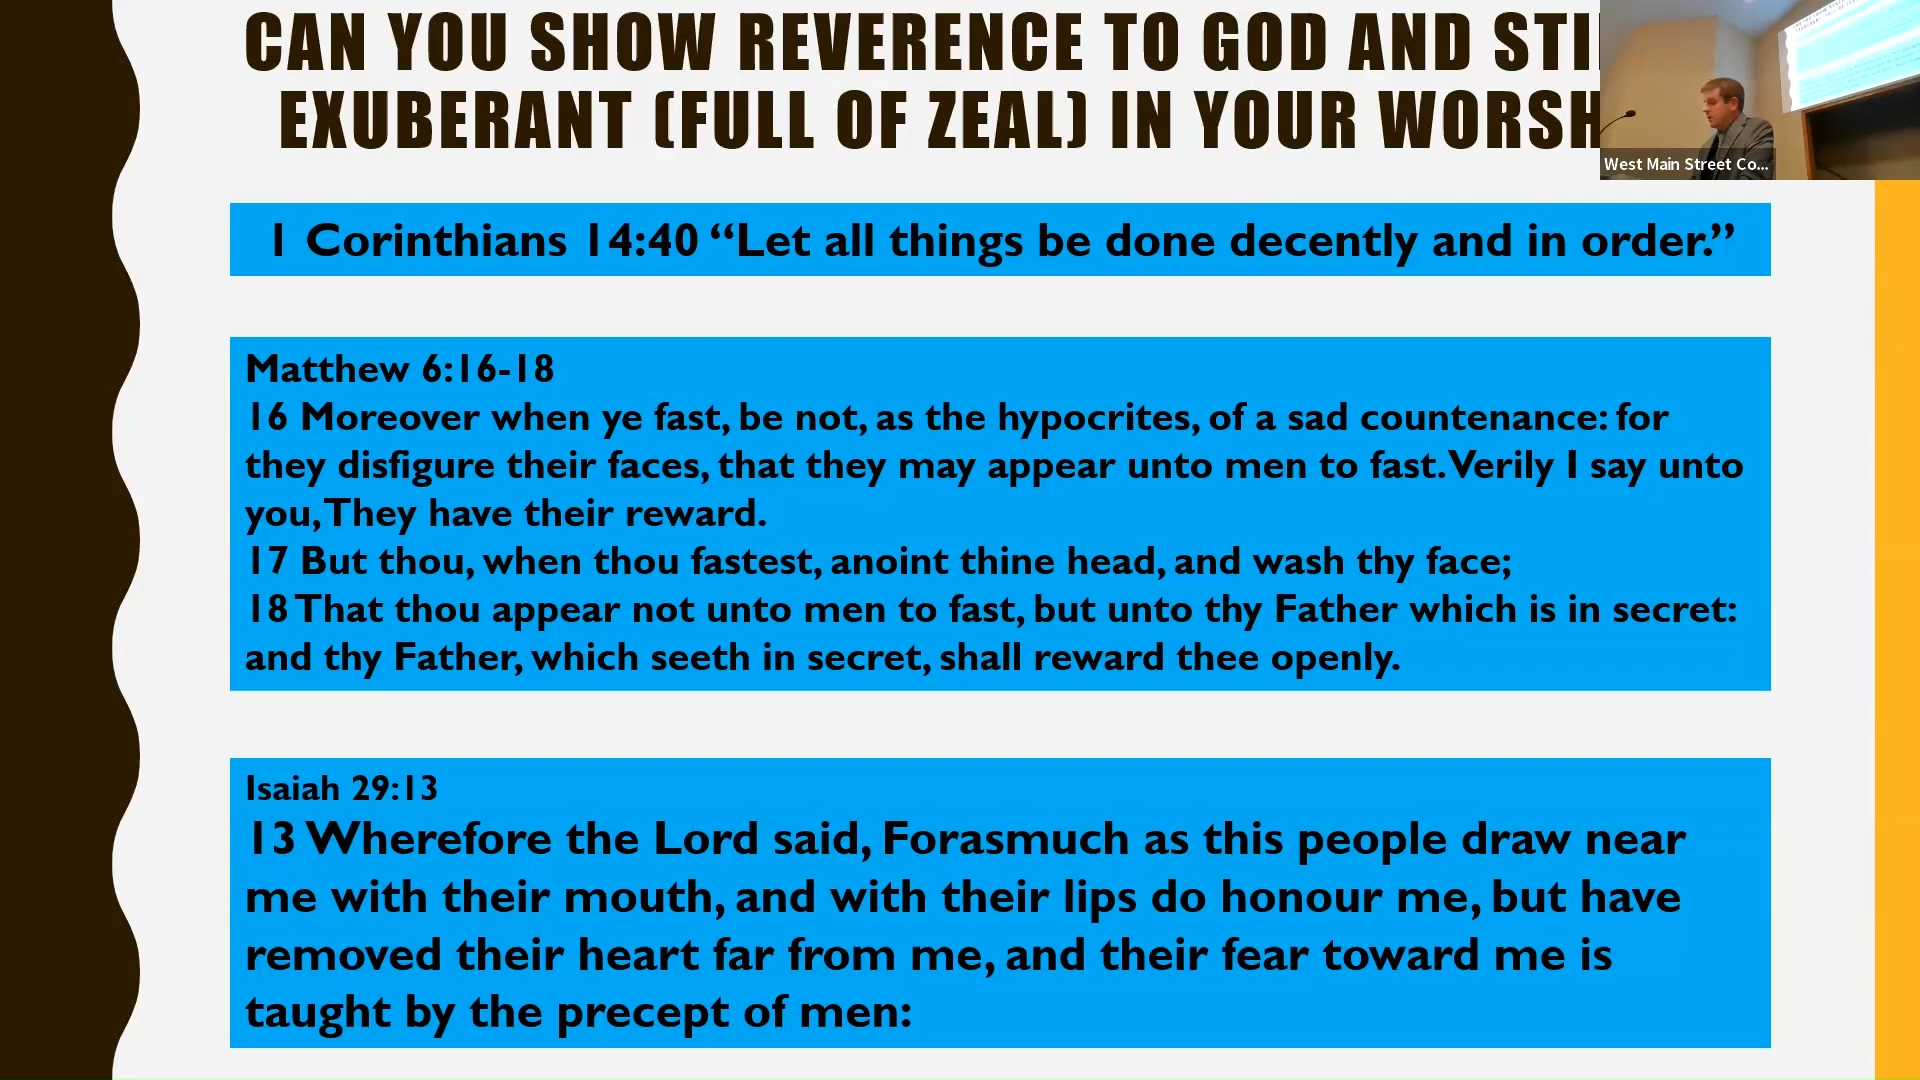 CAN YOU SHOW REVERENCE TO GOD AND STI
EXUBERANT (FULL OF ZEAL) IN YOUR WORSH
West Main Street Co...
1 Corinthians 14:40 “Let all things be done decently and in order.”
Matthew 6:16-18
16 Moreover when ye fast, be not, as the hypocrites, of a sad countenance: for
they disfigure their faces, that they may appear unto men to fast. Verily I say unto
you, They have their reward.
17 But thou, when thou fastest, anoint thine head, and wash thy face;
18 That thou appear not unto men to fast, but unto thy Father which is in secret:
and thy Father, which seeth in secret, shall reward thee openly.
Isaiah 29:13
13 Wherefore the Lord said, Forasmuch as this people draw near
me with their mouth, and with their lips do honour me, but have
removed their heart far from me, and their fear toward me is
taught by the precept of men: